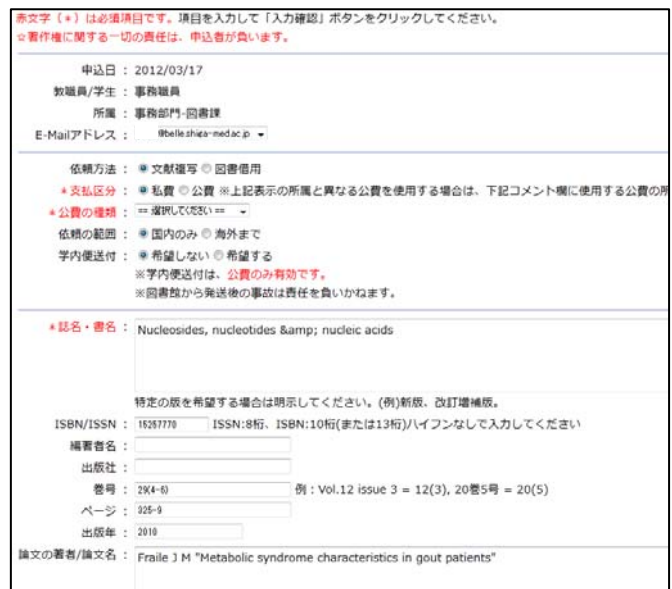 赤文字（*）は必須項目です。項目を入力して「入力確認」ボタンをクリックしてください。
☆著作権に関する一切の責任は、申込者が負います。
申込日 : 2012/03/17
教職員/学生 : 事務職員
所属 : 事務部門-図書課
E-Mailアドレス : @belle.shiga-med.ac.jp
依頼方法 : 文献複写 図書借用
*支払区分 : 私費 公費 ※上記表示の所属と異なる公費を使用する場合は、下記コメント欄に使用する公費の所
*公費の種類 : == 選択してください ==
依頼の範囲 : 国内のみ 海外まで
学内便送付 : 希望しない 希望する
※学内便送付は、公費のみ有効です。
※図書館から発送後の事故は責任を負いかねます。
*誌名・書名 : Nucleosides, nucleotides &amp; nucleic acids
特定の版を希望する場合は明示してください。(例)新版、改訂増補版。
ISBN/ISSN : 15257770 ISSN:8桁、ISBN:10桁(または13桁)ハイフンなしで入力してください
編著者名 :
出版社 :
巻号 : 29(4-6) 例 : Vol.12 issue 3 = 12(3), 20巻5号 = 20(5)
ページ : 325-9
出版年 : 2010
論文の著者/論文名 : Fraile J M "Metabolic syndrome characteristics in gout patients"